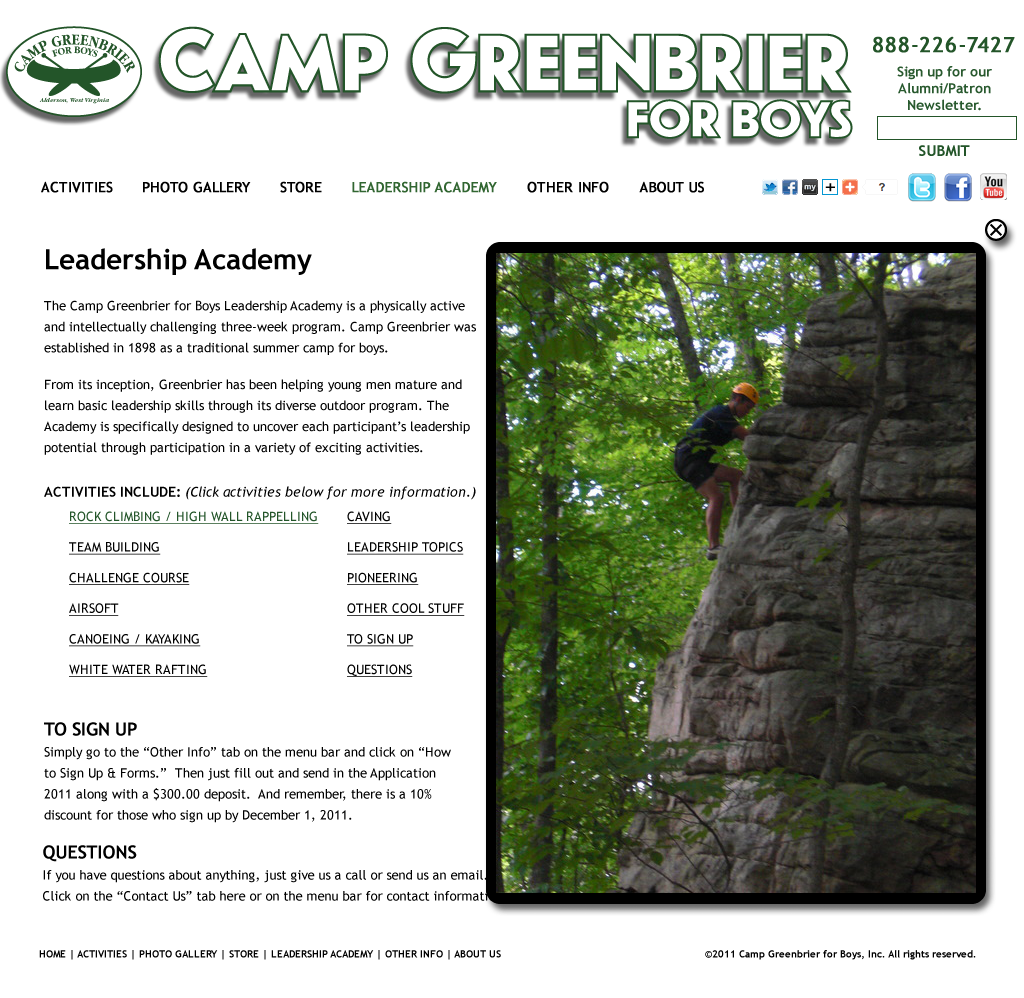 CAMP GREENBRIER
FOR BOYS
Alderson, West Virginia
CAMP GREENBRIER
FOR BOYS
888-226-7427
Sign up for our
Alumni/Patron
Newsletter.
SUBMIT
ACTIVITIES PHOTO GALLERY STORE LEADERSHIP ACADEMY OTHER INFO ABOUT US
my ? You Tube
Leadership Academy
The Camp Greenbrier for Boys Leadership Academy is a physically active
and intellectually challenging three-week program. Camp Greenbrier was
established in 1898 as a traditional summer camp for boys.
From its inception, Greenbrier has been helping young men mature and
learn basic leadership skills through its diverse outdoor program. The
Academy is specifically designed to uncover each participant’s leadership
potential through participation in a variety of exciting activities.
ACTIVITIES INCLUDE: (Click activities below for more information.)
ROCK CLIMBING / HIGH WALL RAPPELLING CAVING
TEAM BUILDING LEADERSHIP TOPICS
CHALLENGE COURSE PIONEERING
AIRSOFT OTHER COOL STUFF
CANOEING / KAYAKING TO SIGN UP
WHITE WATER RAFTING QUESTIONS
TO SIGN UP
Simply go to the “Other Info” tab on the menu bar and click on “How
to Sign Up & Forms.” Then just fill out and send in the Application
2011 along with a $300.00 deposit. And remember, there is a 10%
discount for those who sign up by December 1, 2011.
QUESTIONS
If you have questions about anything, just give us a call or send us an email.
Click on the “Contact Us” tab here or on the menu bar for contact informati
HOME | ACTIVITIES | PHOTO GALLERY | STORE | LEADERSHIP ACADEMY | OTHER INFO | ABOUT US
©2011 Camp Greenbrier for Boys, Inc. All rights reserved.